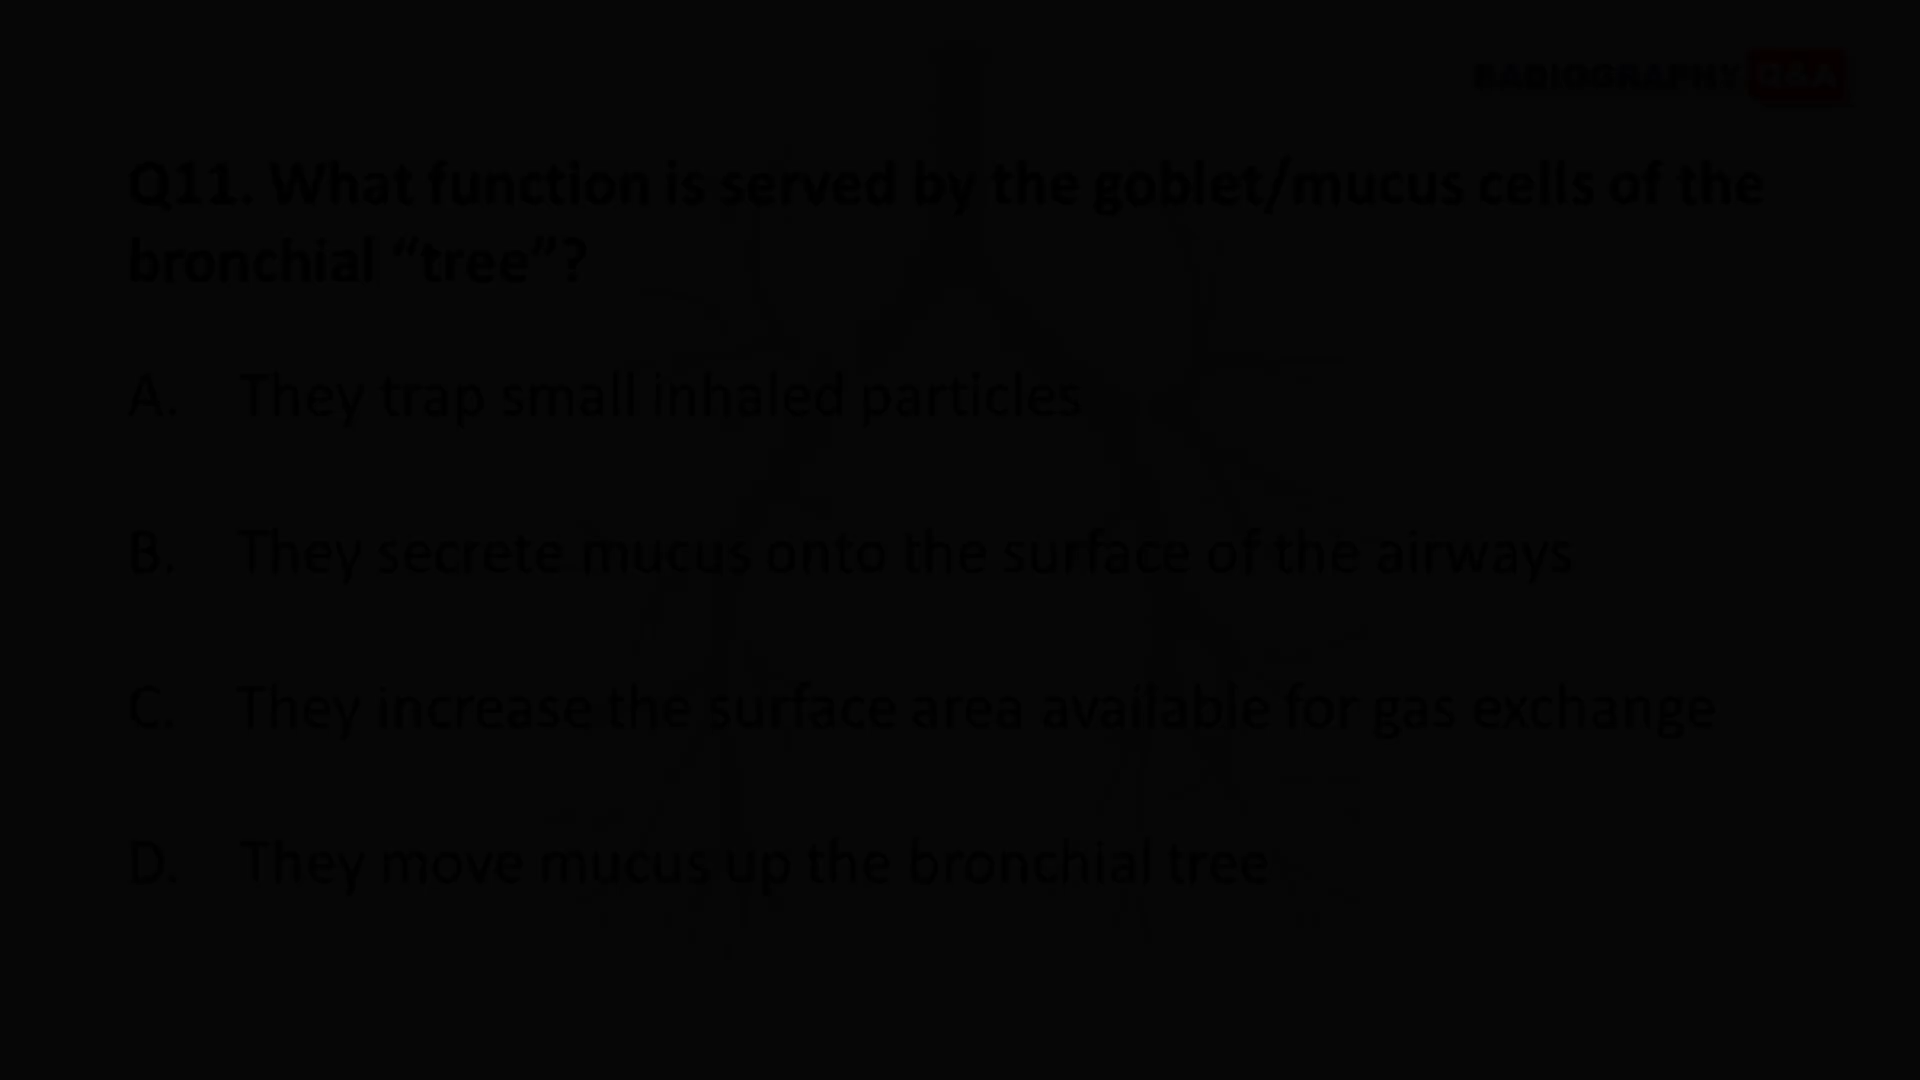 RADIOGRAPHY Q&A
Q11. What function is served by the goblet/mucus cells of the
bronchial “tree”?
A. They trap small inhaled particles
B. They secrete mucus onto the surface of the airways
C. They increase the surface area available for gas exchange
D. They move mucus up the bronchial tree